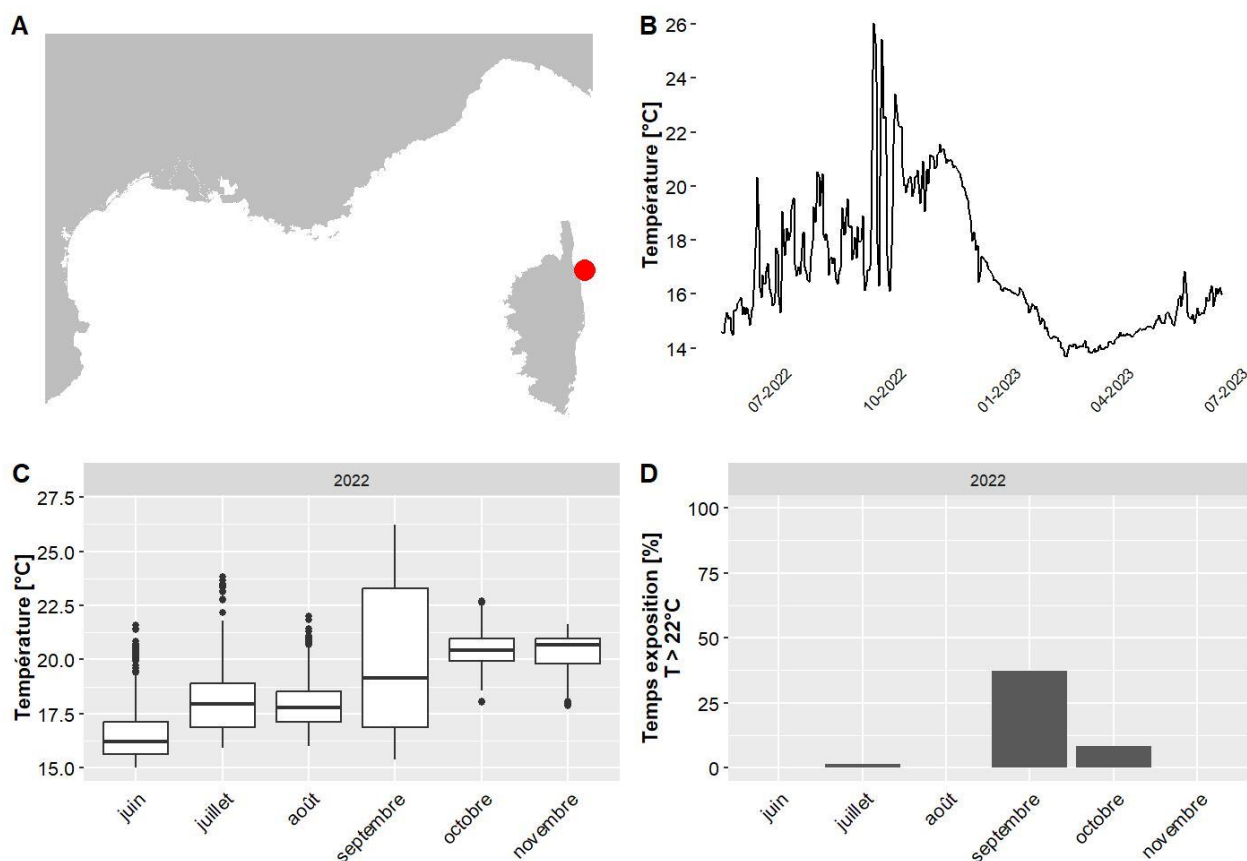 A
B
Température [°C]
26
24
22
20
18
16
14
07-2022
10-2022
01-2023
04-2023
07-2023
C
2022
Température [°C]
27.5
25.0
22.5
20.0
17.5
15.0
juin
juillet
août
septembre
octobre
novembre
D
2022
Temps exposition [%]
T > 22°C
100
75
50
25
0
juin
juillet
août
septembre
octobre
novembre